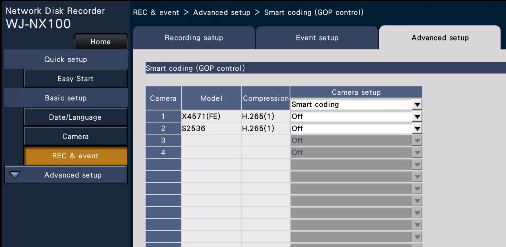 Network Disk Recorder
WJ-NX100
REC & event > Advanced setup > Smart coding (GOP control)
Home
Recording setup
Event setup
Advanced setup
Quick setup
Easy Start
Basic setup
Date/Language
Camera
REC & event
Advanced setup
Smart coding (GOP control)
Camera Model Compression Camera setup
Smart coding
1 X4571(FE) H.265(1) Off
2 S2536 H.265(1) Off
3 Off
4 Off